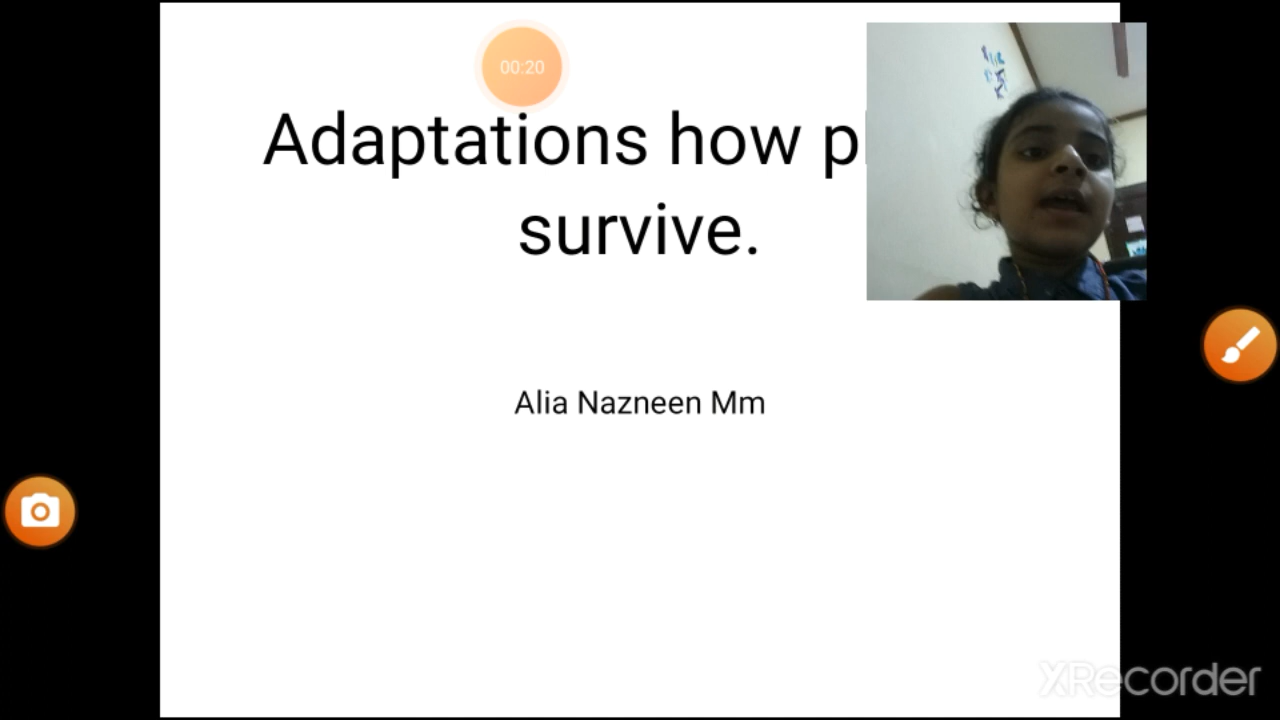 00:20
Adaptations how
survive.
Alia Nazneen Mm
XRecorder